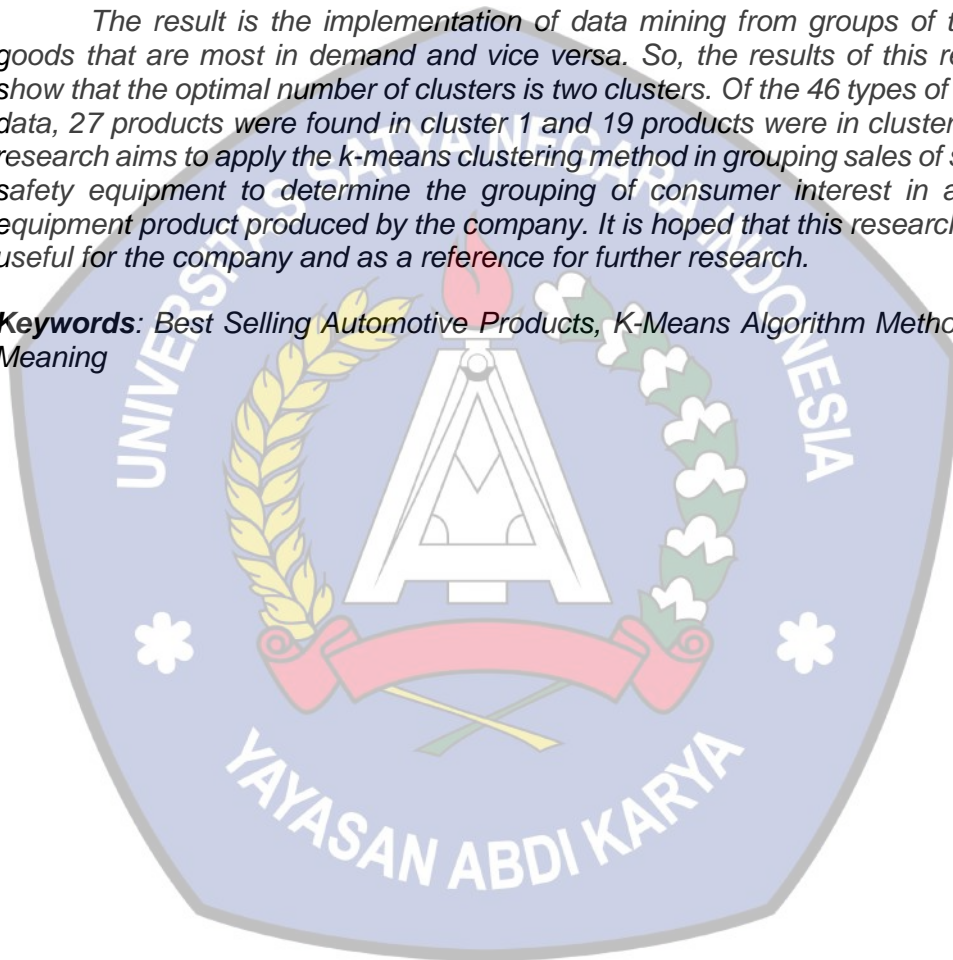 The result is the implementation of data mining from groups of t
goods that are most in demand and vice versa. So, the results of this re
show that the optimal number of clusters is two clusters. Of the 46 types of
data, 27 products were found in cluster 1 and 19 products were in cluster
research aims to apply the k-means clustering method in grouping sales of s
safety equipment to determine the grouping of consumer interest in a
equipment product produced by the company. It is hoped that this research
useful for the company and as a reference for further research.
Keywords: Best Selling Automotive Products, K-Means Algorithm Metho
Meaning
UNIVERSITAS SATYA NEGARA INDONESIA
YAYASAN ABDI KARYA